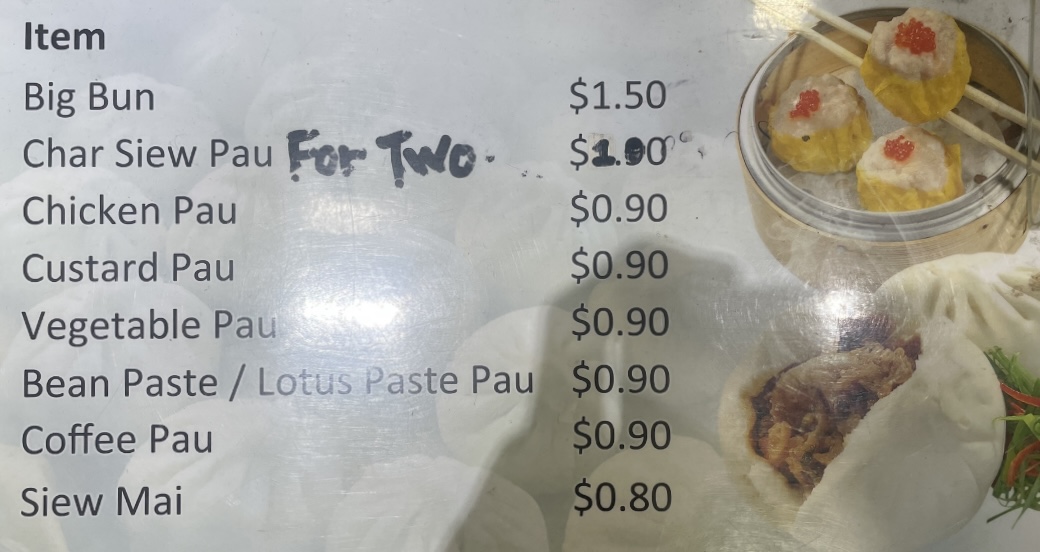 Item
Big Bun $1.50
Char Siew Pau For Two. $1.00
Chicken Pau $0.90
Custard Pau $0.90
Vegetable Pau $0.90
Bean Paste / Lotus Paste Pau $0.90
Coffee Pau $0.90
Siew Mai $0.80